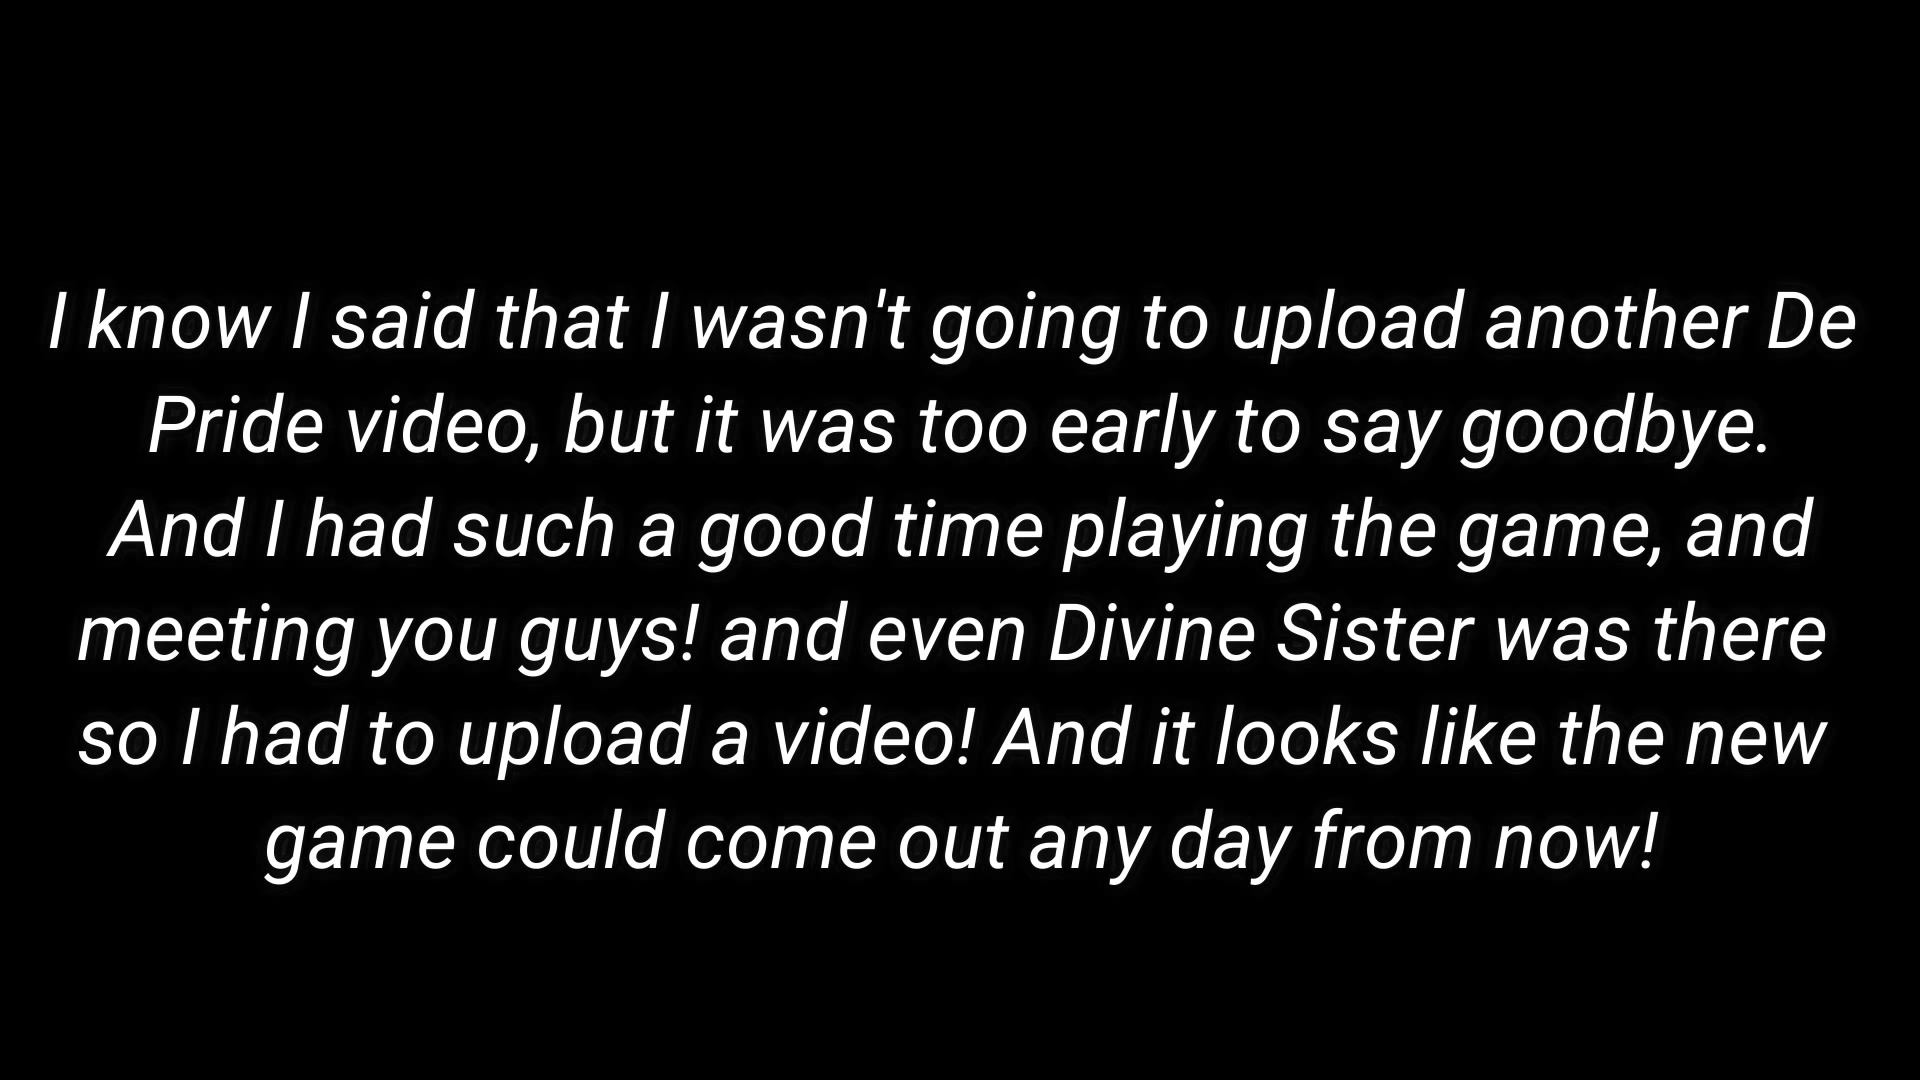 I know I said that I wasn't going to upload another De
Pride video, but it was too early to say goodbye.
And I had such a good time playing the game, and
meeting you guys! and even Divine Sister was there
so I had to upload a video! And it looks like the new
game could come out any day from now!